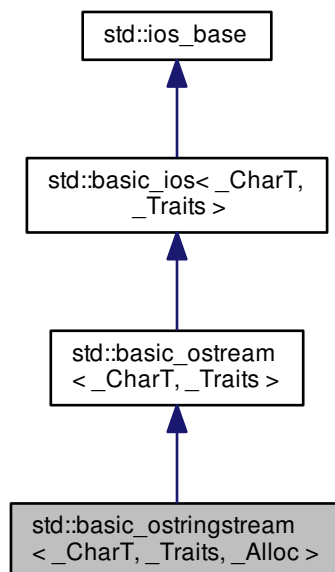 std::ios_base
std::basic_ios< _CharT,
_Traits >
std::basic_ostream
< _CharT, _Traits >
std::basic_ostringstream
< _CharT, _Traits, _Alloc >